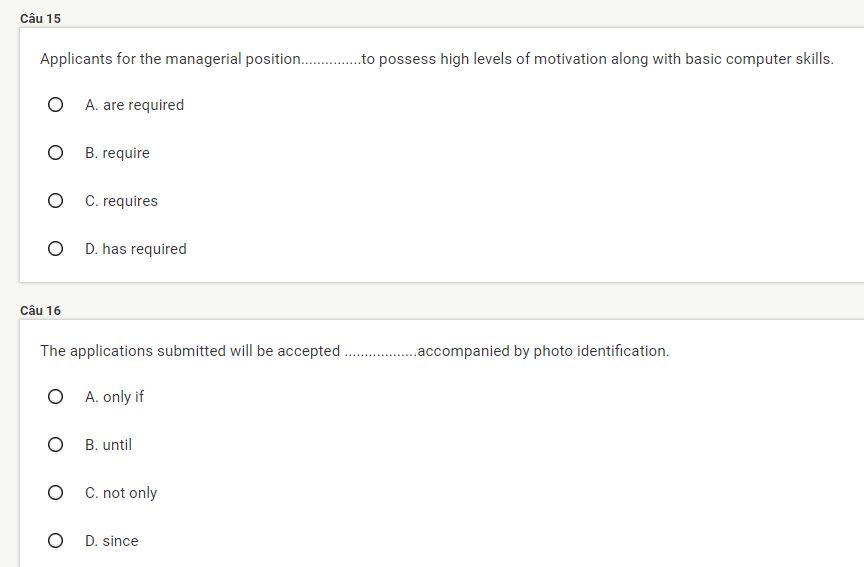 Câu 15
Applicants for the managerial position...............to possess high levels of motivation along with basic computer skills.
A. are required
B. require
C. requires
D. has required
Câu 16
The applications submitted will be accepted ..................accompanied by photo identification.
A. only if
B. until
C. not only
D. since